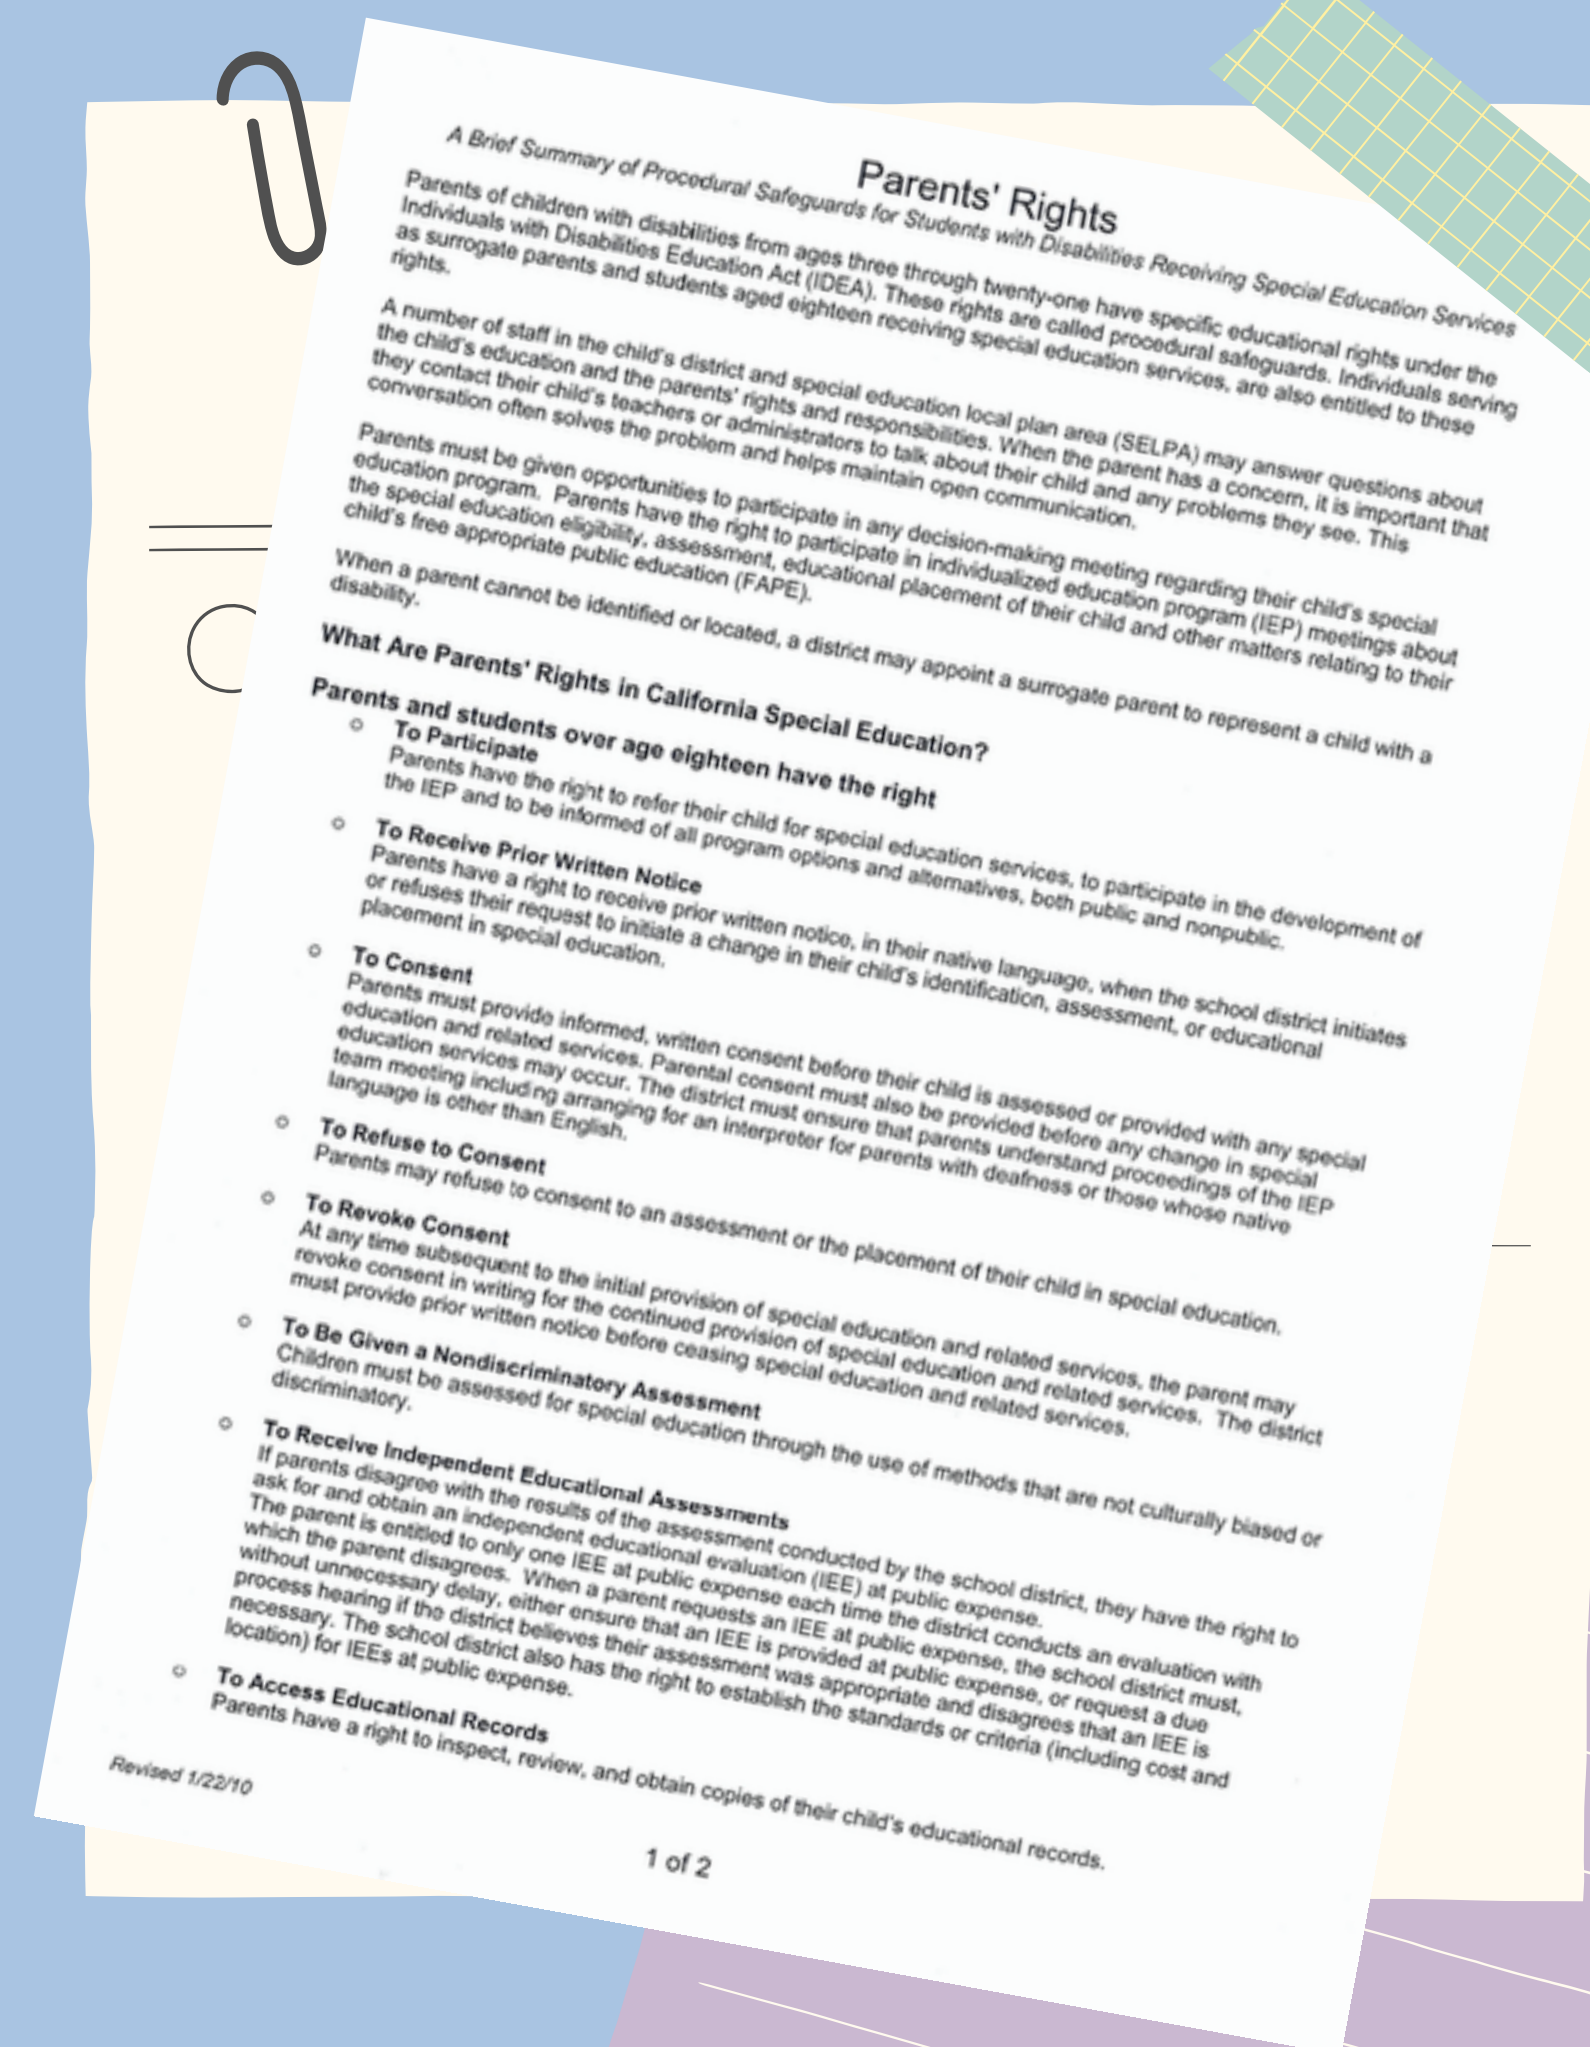 Parents' Rights
A Brief Summary of Procedural Safeguards for Students with Disabilities Receiving Special Education Services
Parents of children with disabilities from ages three through twenty-one have specific educational rights under the
Individuals with Disabilities Education Act (IDEA). These rights are called procedural safeguards. Individuals serving
as surrogate parents and students aged eighteen receiving special education services, are also entitled to these
rights.
A number of staff in the child's district and special education local plan area (SELPA) may answer questions about
the child's education and the parents' rights and responsibilities. When the parent has a concern, it is important that
they contact their child's teachers or administrators to talk about their child and any problems they see. This
conversation often solves the problem and helps maintain open communication.
Parents must be given opportunities to participate in any decision-making meeting regarding their child's special
education program. Parents have the right to participate in individualized education program (IEP) meetings about
the special education eligibility, assessment, educational placement of their child and other matters relating to their
child's free appropriate public education (FAPE).
When a parent cannot be identified or located, a district may appoint a surrogate parent to represent a child with a
disability.
What Are Parents' Rights in California Special Education?
Parents and students over age eighteen have the right
To Participate
Parents have the right to refer their child for special education services, to participate in the development of
the IEP and to be informed of all program options and alternatives, both public and nonpublic.
To Receive Prior Written Notice
Parents have a right to receive prior written notice, in their native language, when the school district initiates
or refuses their request to initiate a change in their child's identification, assessment, or educational
placement in special education.
To Consent
Parents must provide informed, written consent before their child is assessed or provided with any special
education and related services. Parental consent must also be provided before any change in special
education services may occur. The district must ensure that parents understand proceedings of the IEP
team meeting including arranging for an interpreter for parents with deafness or those whose native
language is other than English.
To Refuse to Consent
Parents may refuse to consent to an assessment or the placement of their child in special education.
To Revoke Consent
At any time subsequent to the initial provision of special education and related services, the parent may
revoke consent in writing for the continued provision of special education and related services. The district
must provide prior written notice before ceasing special education and related services.
To Be Given a Nondiscriminatory Assessment
Children must be assessed for special education through the use of methods that are not culturally biased or
discriminatory.
To Receive Independent Educational Assessments
If parents disagree with the results of the assessment conducted by the school district, they have the right to
ask for and obtain an independent educational evaluation (IEE) at public expense.
The parent is entitled to only one IEE at public expense each time the district conducts an evaluation with
which the parent disagrees. When a parent requests an IEE at public expense, the school district must,
without unnecessary delay, either ensure that an IEE is provided at public expense, or request a due
process hearing if the district believes their assessment was appropriate and disagrees that an IEE is
necessary. The school district also has the right to establish the standards or criteria (including cost and
location) for IEEs at public expense.
To Access Educational Records
Parents have a right to inspect, review, and obtain copies of their child's educational records.
Revised 1/22/10
1 of 2